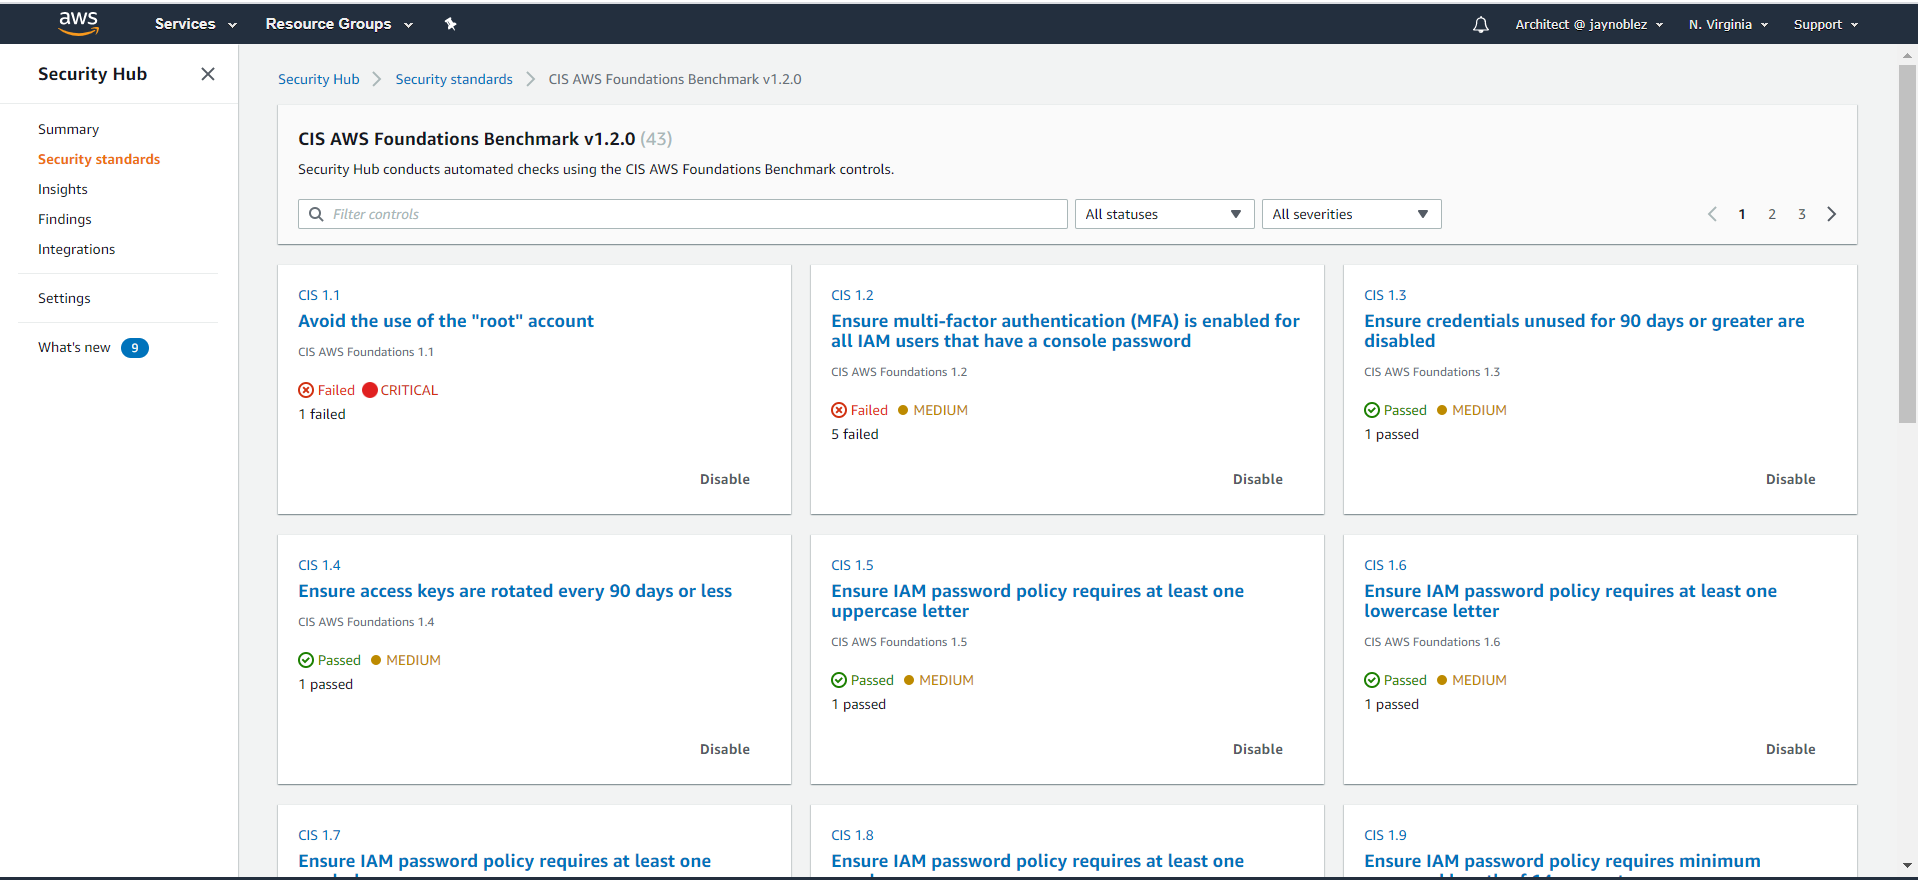 aws
Services
Resource Groups
Architect @ jaynoblez
N. Virginia
Support
Security Hub
Summary
Security standards
Insights
Findings
Integrations
Settings
What's new 9
Security Hub
Security standards
CIS AWS Foundations Benchmark v1.2.0
CIS AWS Foundations Benchmark v1.2.0 (43)
Security Hub conducts automated checks using the CIS AWS Foundations Benchmark controls.
Filter controls
All statuses
All severities
1 2 3
CIS 1.1
Avoid the use of the "root" account
CIS AWS Foundations 1.1
Failed CRITICAL
1 failed
Disable
CIS 1.2
Ensure multi-factor authentication (MFA) is enabled for
all IAM users that have a console password
CIS AWS Foundations 1.2
Failed MEDIUM
5 failed
Disable
CIS 1.3
Ensure credentials unused for 90 days or greater are
disabled
CIS AWS Foundations 1.3
Passed MEDIUM
1 passed
Disable
CIS 1.4
Ensure access keys are rotated every 90 days or less
CIS AWS Foundations 1.4
Passed MEDIUM
1 passed
Disable
CIS 1.5
Ensure IAM password policy requires at least one
uppercase letter
CIS AWS Foundations 1.5
Passed MEDIUM
1 passed
Disable
CIS 1.6
Ensure IAM password policy requires at least one
lowercase letter
CIS AWS Foundations 1.6
Passed MEDIUM
1 passed
Disable
CIS 1.7
Ensure IAM password policy requires at least one
CIS 1.8
Ensure IAM password policy requires at least one
CIS 1.9
Ensure IAM password policy requires minimum